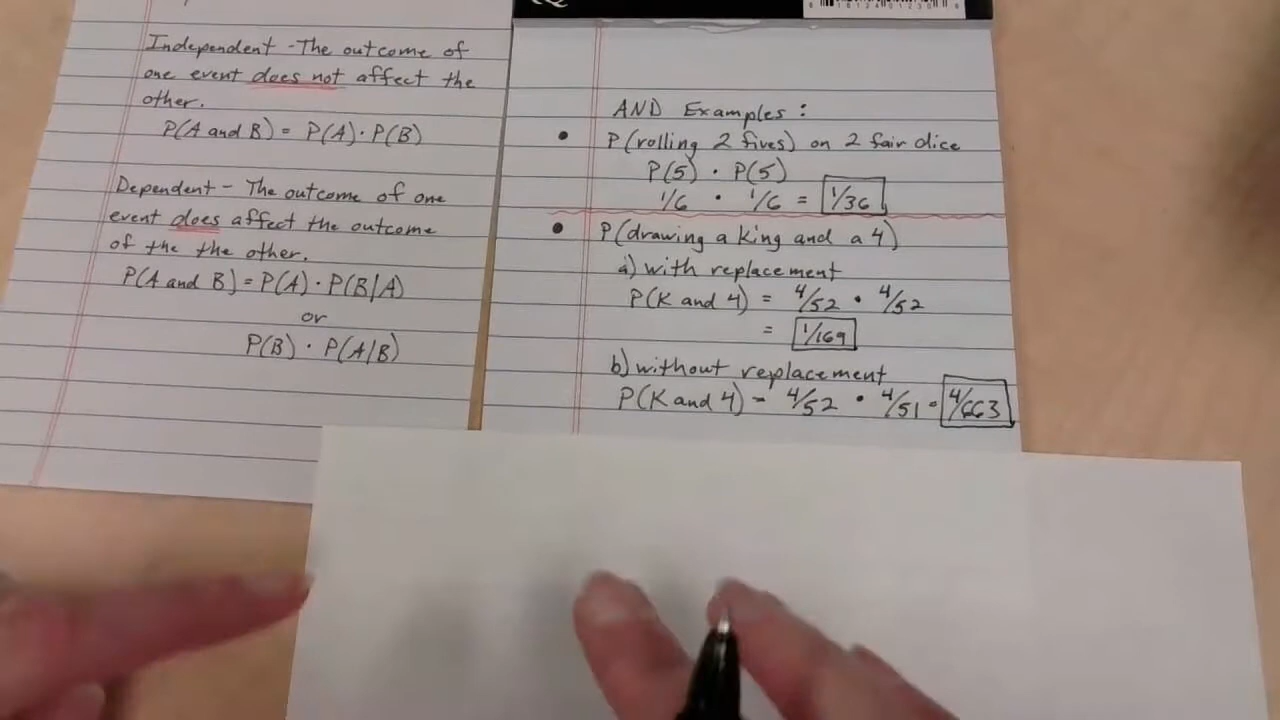 Independent - The outcome of
one event does not affect the
other.
P(A and B) = P(A) · P(B)
Dependent - The outcome of one
event does affect the outcome
of the the other.
P(A and B) = P(A) · P(B|A)
or
P(B) · P(A|B)
AND Examples:
• P(rolling 2 fives) on 2 fair dice
P(5) · P(5)
1/6 · 1/6 = 1/36
• P(drawing a king and a 4)
a) with replacement
P(K and 4) = 4/52 · 4/52
= 1/169
b) without replacement
P(K and 4) = 4/52 · 4/51 = 4/663